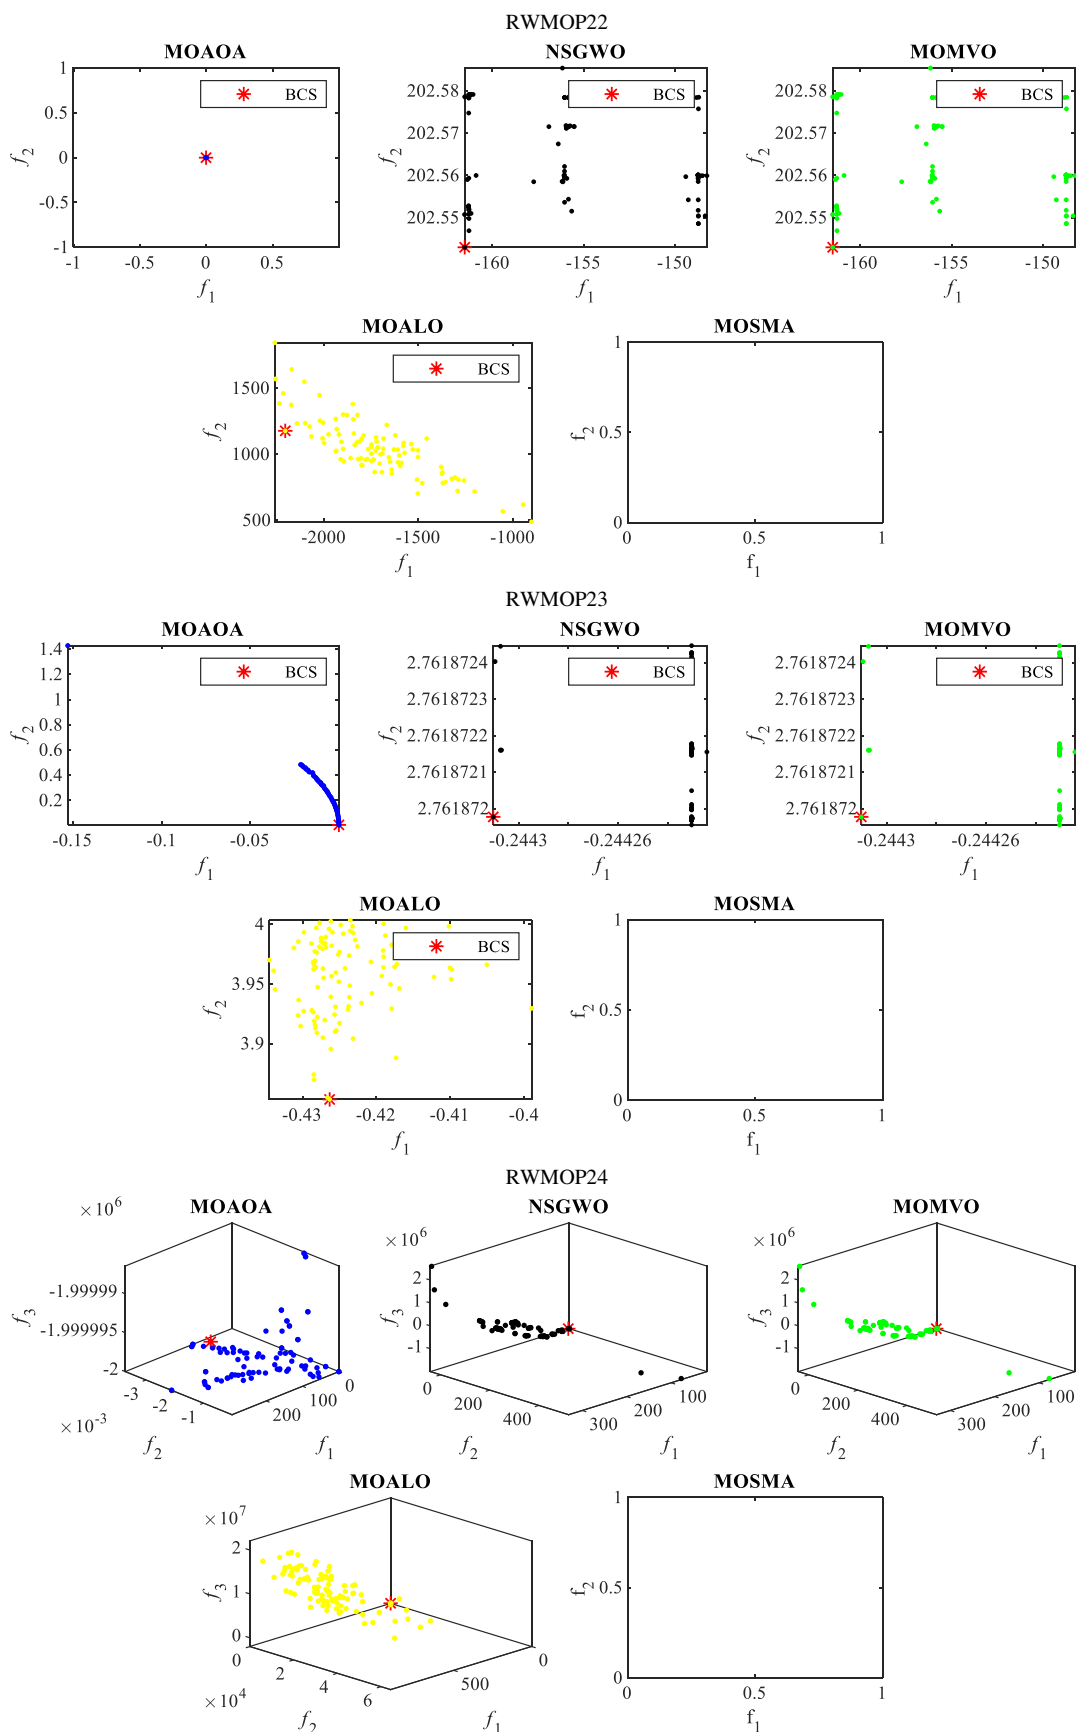 RWMOP22
MOAOA NSGWO MOMVO
1
0.5
0
-0.5
-1
f2
BCS
-1 -0.5 0 0.5
f1
202.58
202.57
202.56
202.55
f2
BCS
-160 -155 -150
f1
202.58
202.57
202.56
202.55
f2
BCS
-160 -155 -150
f1
MOALO MOSMA
1500
1000
500
f2
BCS
-2000 -1500 -1000
f1
1
0.5
0
f2
0 0.5 1
f1
RWMOP23
MOAOA NSGWO MOMVO
1.4
1.2
1
0.8
0.6
0.4
0.2
f2
BCS
-0.15 -0.1 -0.05
f1
2.7618724
2.7618723
2.7618722
2.7618721
2.761872
f2
BCS
-0.2443 -0.24426
f1
2.7618724
2.7618723
2.7618722
2.7618721
2.761872
f2
BCS
-0.2443 -0.24426
f1
MOALO MOSMA
4
3.95
3.9
f2
BCS
-0.43 -0.42 -0.41 -0.4
f1
1
0.5
0
f2
0 0.5 1
f1
RWMOP24
MOAOA NSGWO MOMVO
×10^6
-1.99999
-1.999995
-2
f3
-3 -2 -1
×10^-3
f2
200 100 0
f1
×10^6
2
1
0
-1
f3
0 200 400
f2
300 200 100
f1
×10^6
2
1
0
-1
f3
0 200 400
f2
300 200 100
f1
MOALO MOSMA
×10^7
2
1
0
f3
0 2 4 6
×10^4
f2
500 0
f1
1
0.5
0
f2
0 0.5 1
f1